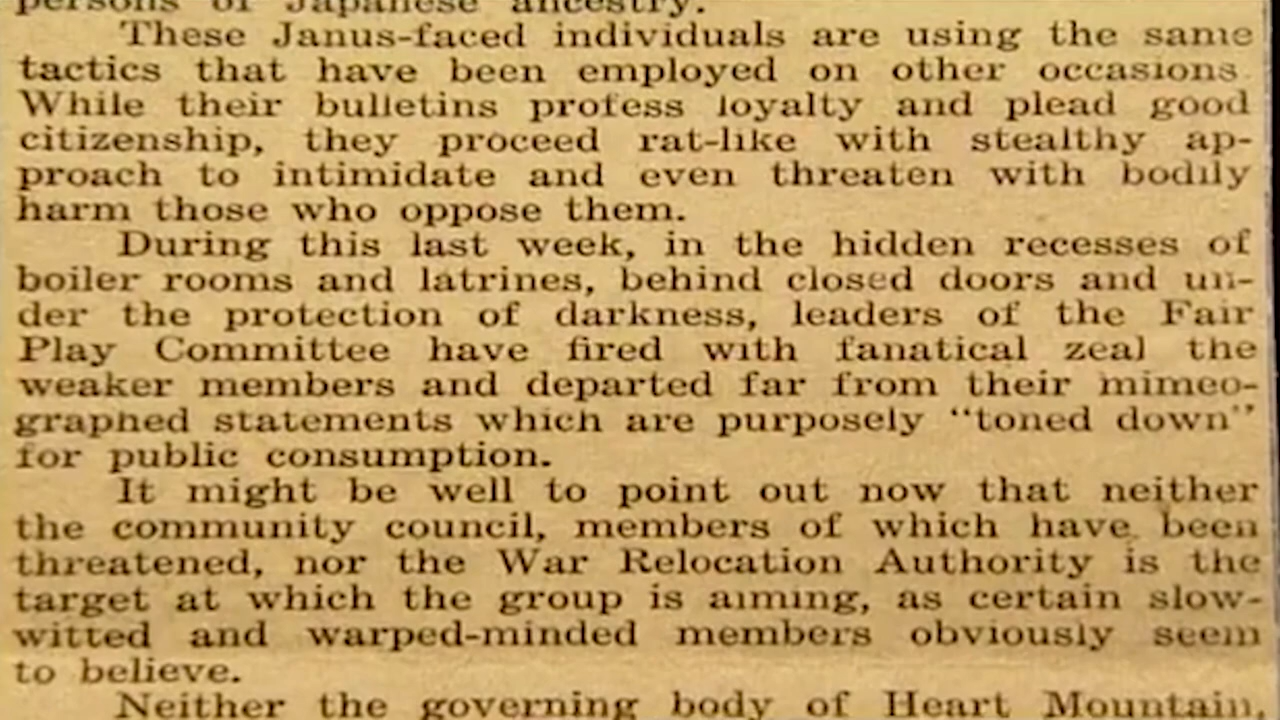 persons of Japanese ancestry.
These Janus-faced individuals are using the same
tactics that have been employed on other occasions.
While their bulletins profess loyalty and plead good
citizenship, they proceed rat-like with stealthy ap-
proach to intimidate and even threaten with bodily
harm those who oppose them.
During this last week, in the hidden recesses of
boiler rooms and latrines, behind closed doors and un-
der the protection of darkness, leaders of the Fair
Play Committee have fired with fanatical zeal the
weaker members and departed far from their mimeo-
graphed statements which are purposely “toned down”
for public consumption.
It might be well to point out now that neither
the community council, members of which have been
threatened, nor the War Relocation Authority is the
target at which the group is aiming, as certain slow-
witted and warped-minded members obviously seem
to believe.
Neither the governing body of Heart Mountain,